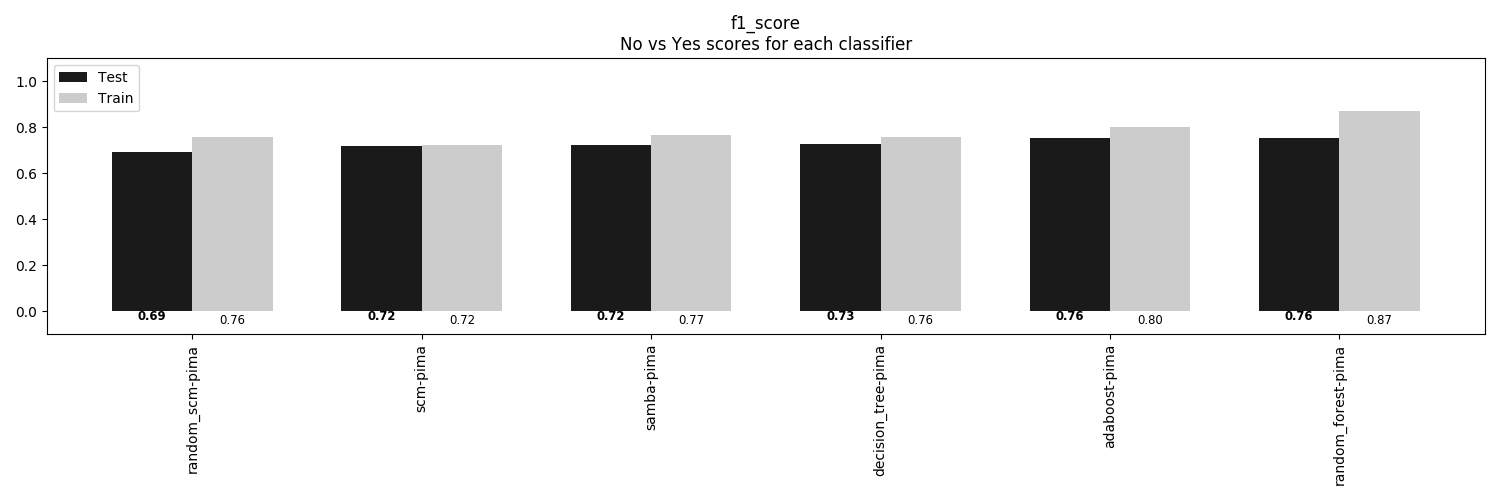 f1_score
No vs Yes scores for each classifier
Test
Train
1.0
0.8
0.6
0.4
0.2
0.0
0.69 0.76 0.72 0.72 0.72 0.77 0.73 0.76 0.76 0.80 0.76 0.87
random_scm-pima
scm-pima
samba-pima
decision_tree-pima
adaboost-pima
random_forest-pima